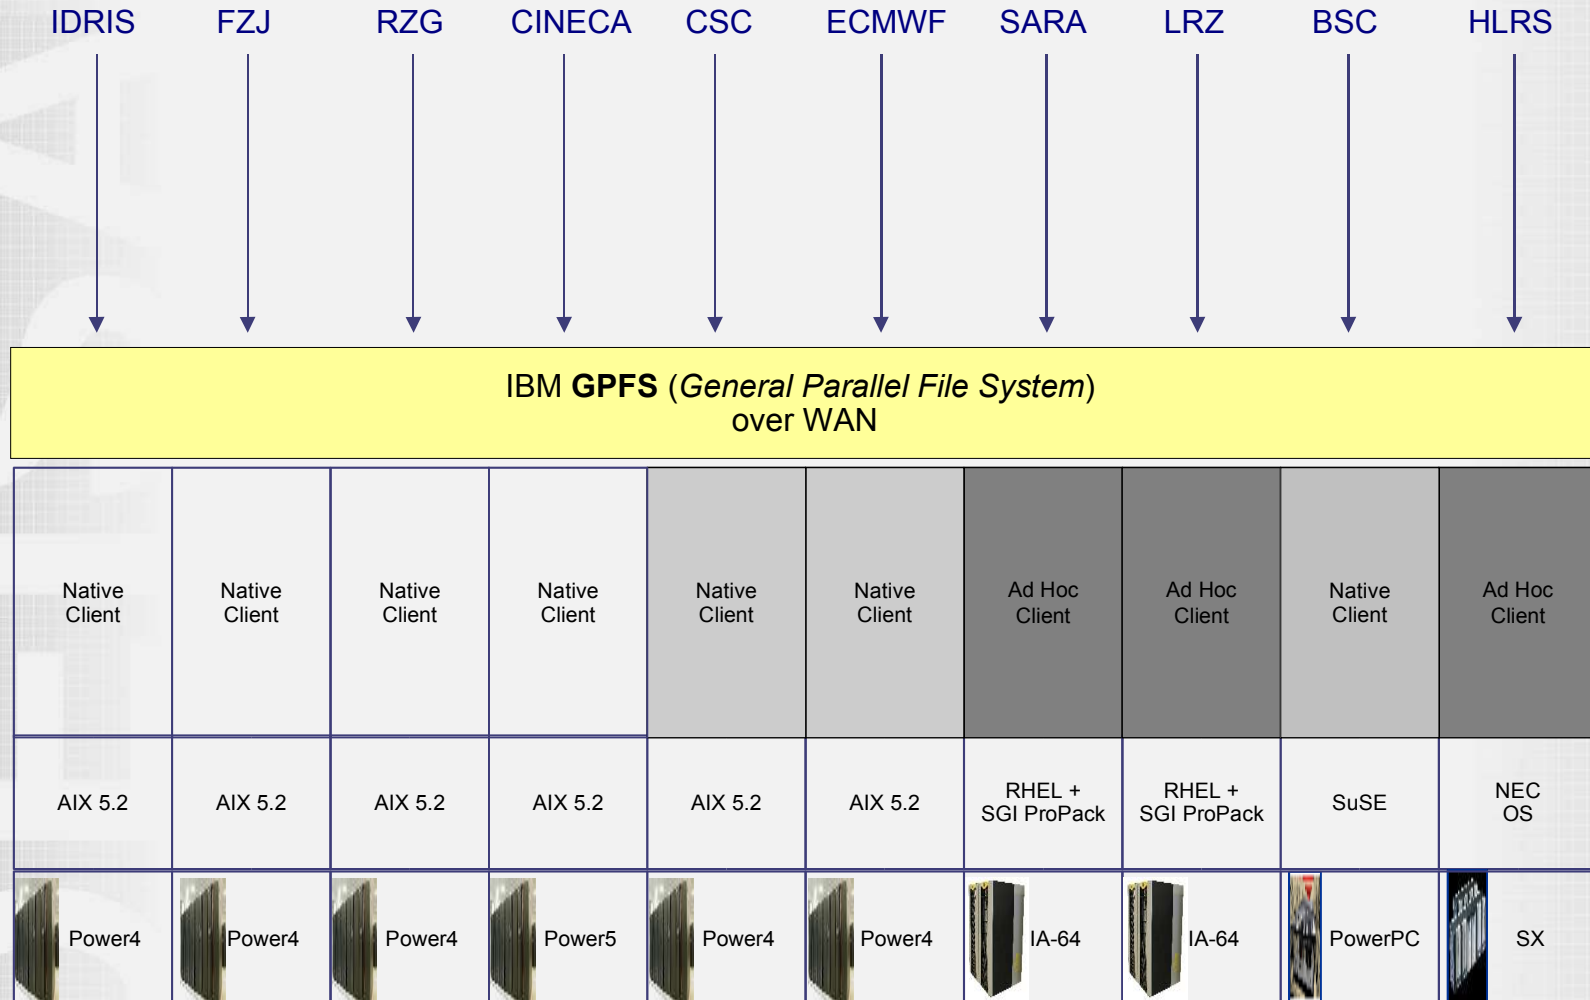 IDRIS FZJ RZG CINECA CSC ECMWF SARA LRZ BSC HLRS
IBM GPFS (General Parallel File System)
over WAN
Native Client
Native Client
Native Client
Native Client
Native Client
Native Client
Ad Hoc Client
Ad Hoc Client
Native Client
Ad Hoc Client
AIX 5.2
AIX 5.2
AIX 5.2
AIX 5.2
AIX 5.2
AIX 5.2
RHEL +
SGI ProPack
RHEL +
SGI ProPack
SuSE
NEC
OS
Power4
Power4
Power4
Power5
Power4
Power4
IA-64
IA-64
PowerPC
SX